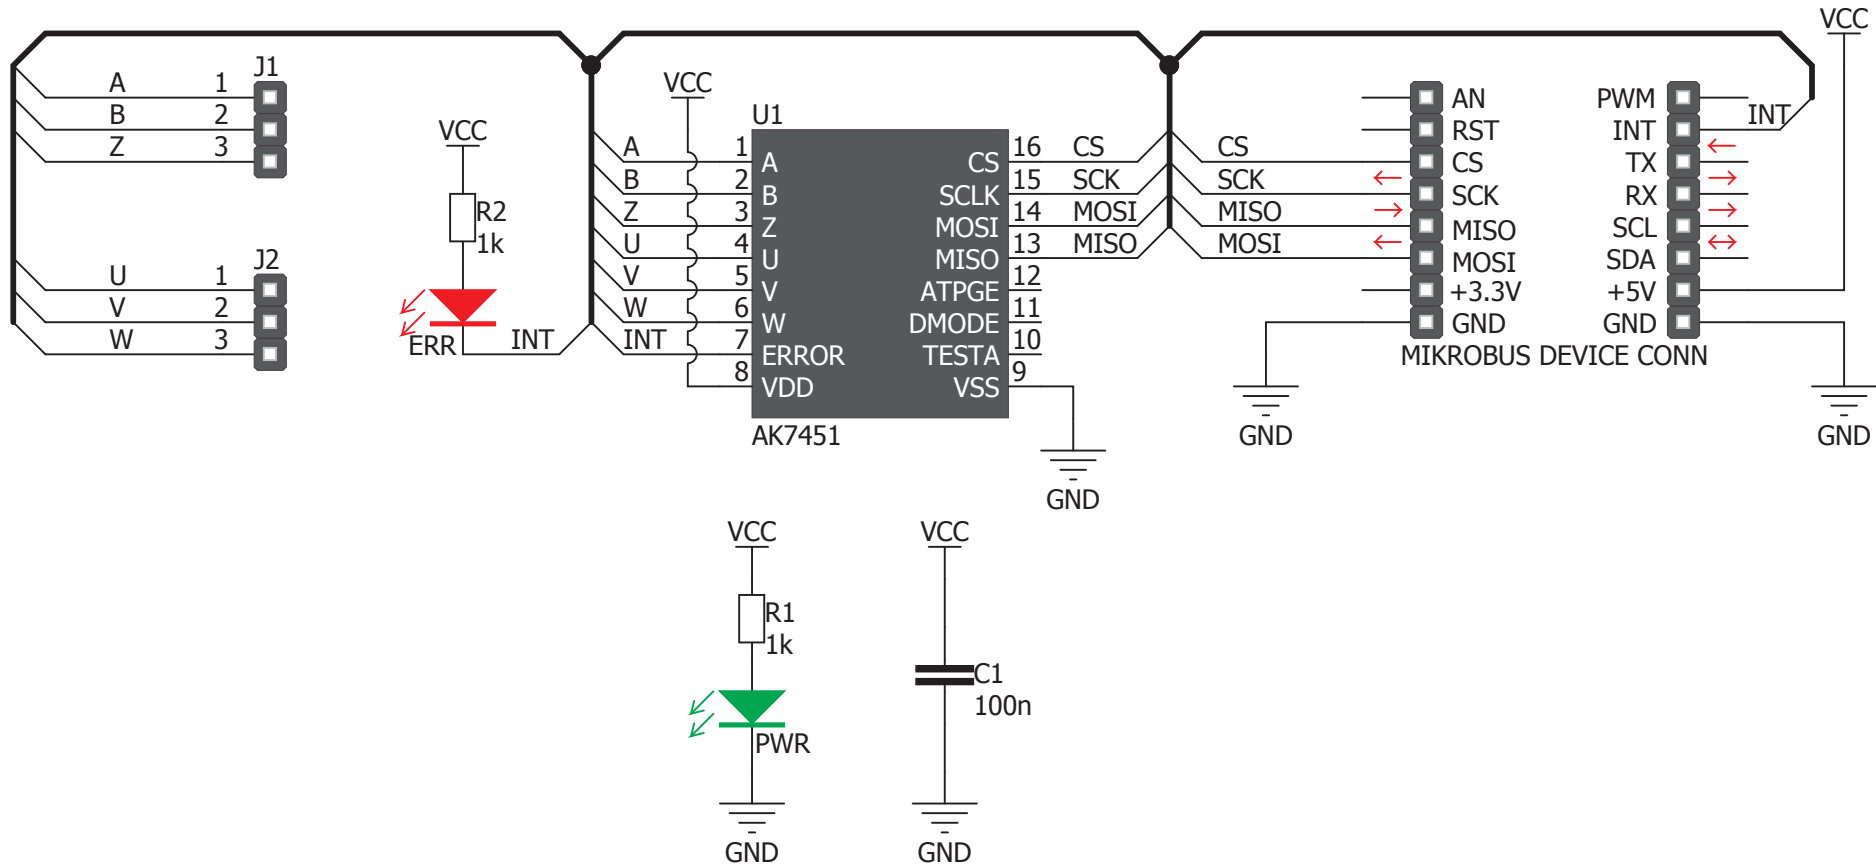 VCC
J1
A 1
B 2
Z 3
J2
U 1
V 2
W 3
VCC
R2
1k
ERR
INT
VCC
U1
A 1 A
B 2 B
Z 3 Z
U 4 U
V 5 V
W 6 W
INT 7 ERROR
8 VDD
CS 16 CS
SCLK 15 SCK
MOSI 14 MOSI
MISO 13 MISO
ATPGE 12
DMODE 11
TESTA 10
VSS 9
AK7451
GND
CS
SCK
MISO
MOSI
AN PWM
RST INT INT
CS TX
SCK RX
MISO SCL
MOSI SDA
+3.3V +5V
GND GND
MIKROBUS DEVICE CONN
GND
GND
VCC
R1
1k
PWR
GND
VCC
C1
100n
GND